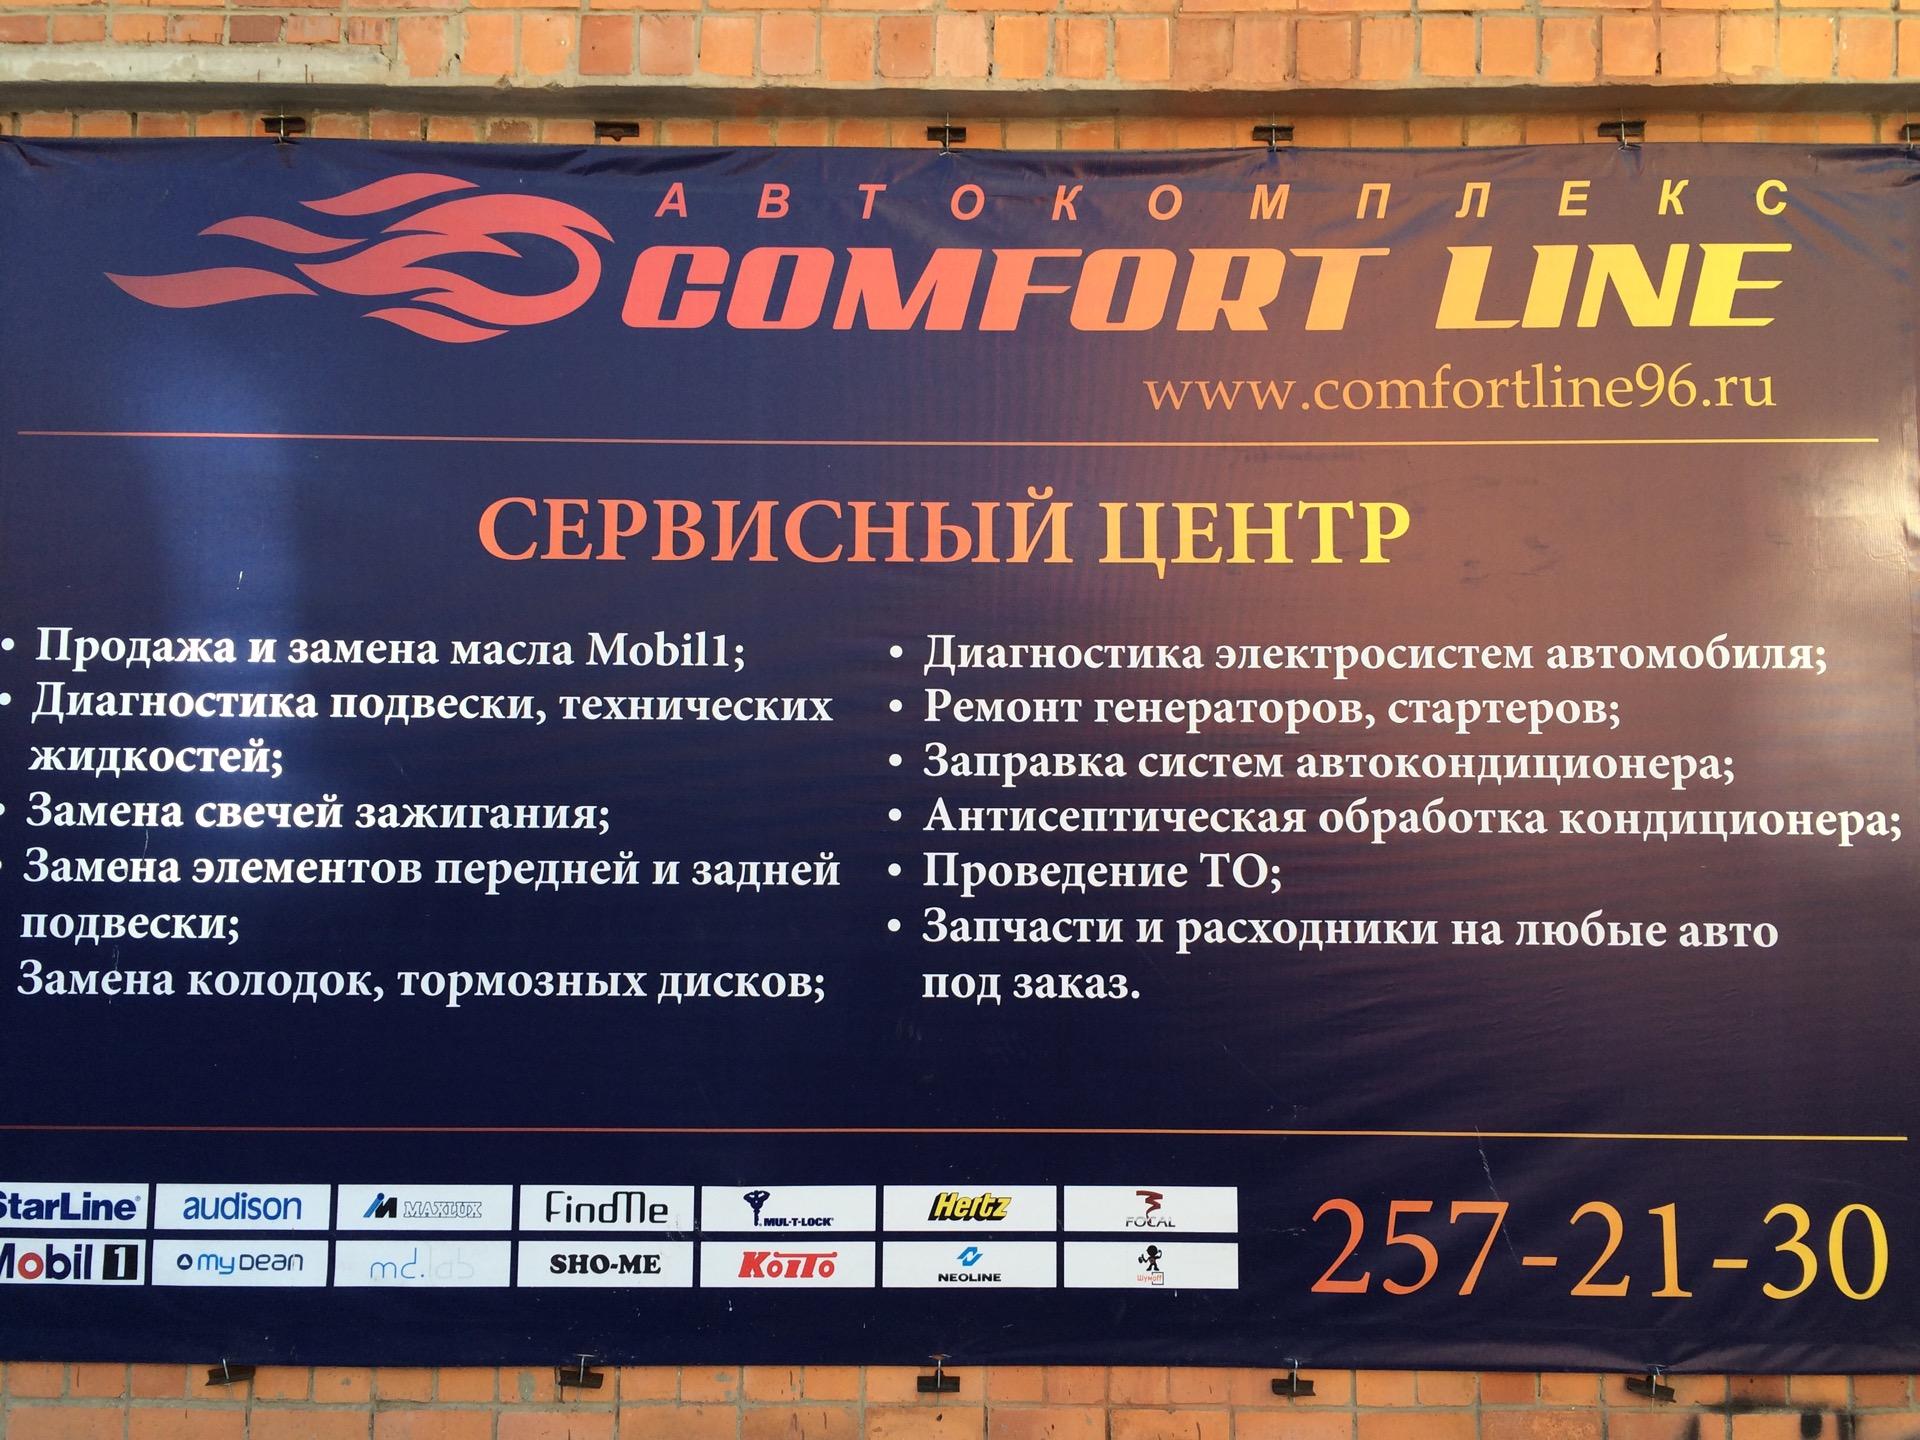 АВТОКОМПЛЕКС
COMFORT LINE
www.comfortline96.ru
СЕРВИСНЫЙ ЦЕНТР
• Продажа и замена масла Mobil1;
• Диагностика подвески, технических
жидкостей;
• Замена свечей зажигания;
• Замена элементов передней и задней
подвески;
Замена колодок, тормозных дисков;
• Диагностика электросистем автомобиля;
• Ремонт генераторов, стартеров;
• Заправка систем автокондиционера;
• Антисептическая обработка кондиционера;
• Проведение ТО;
• Запчасти и расходники на любые авто
под заказ.
StarLine audison MAXLUX FindMe MUL-T-LOCK Hertz FOCAL
Mobil 1 myDean md.lab SHO-ME KOITO NEOLINE Шумoff
257-21-30